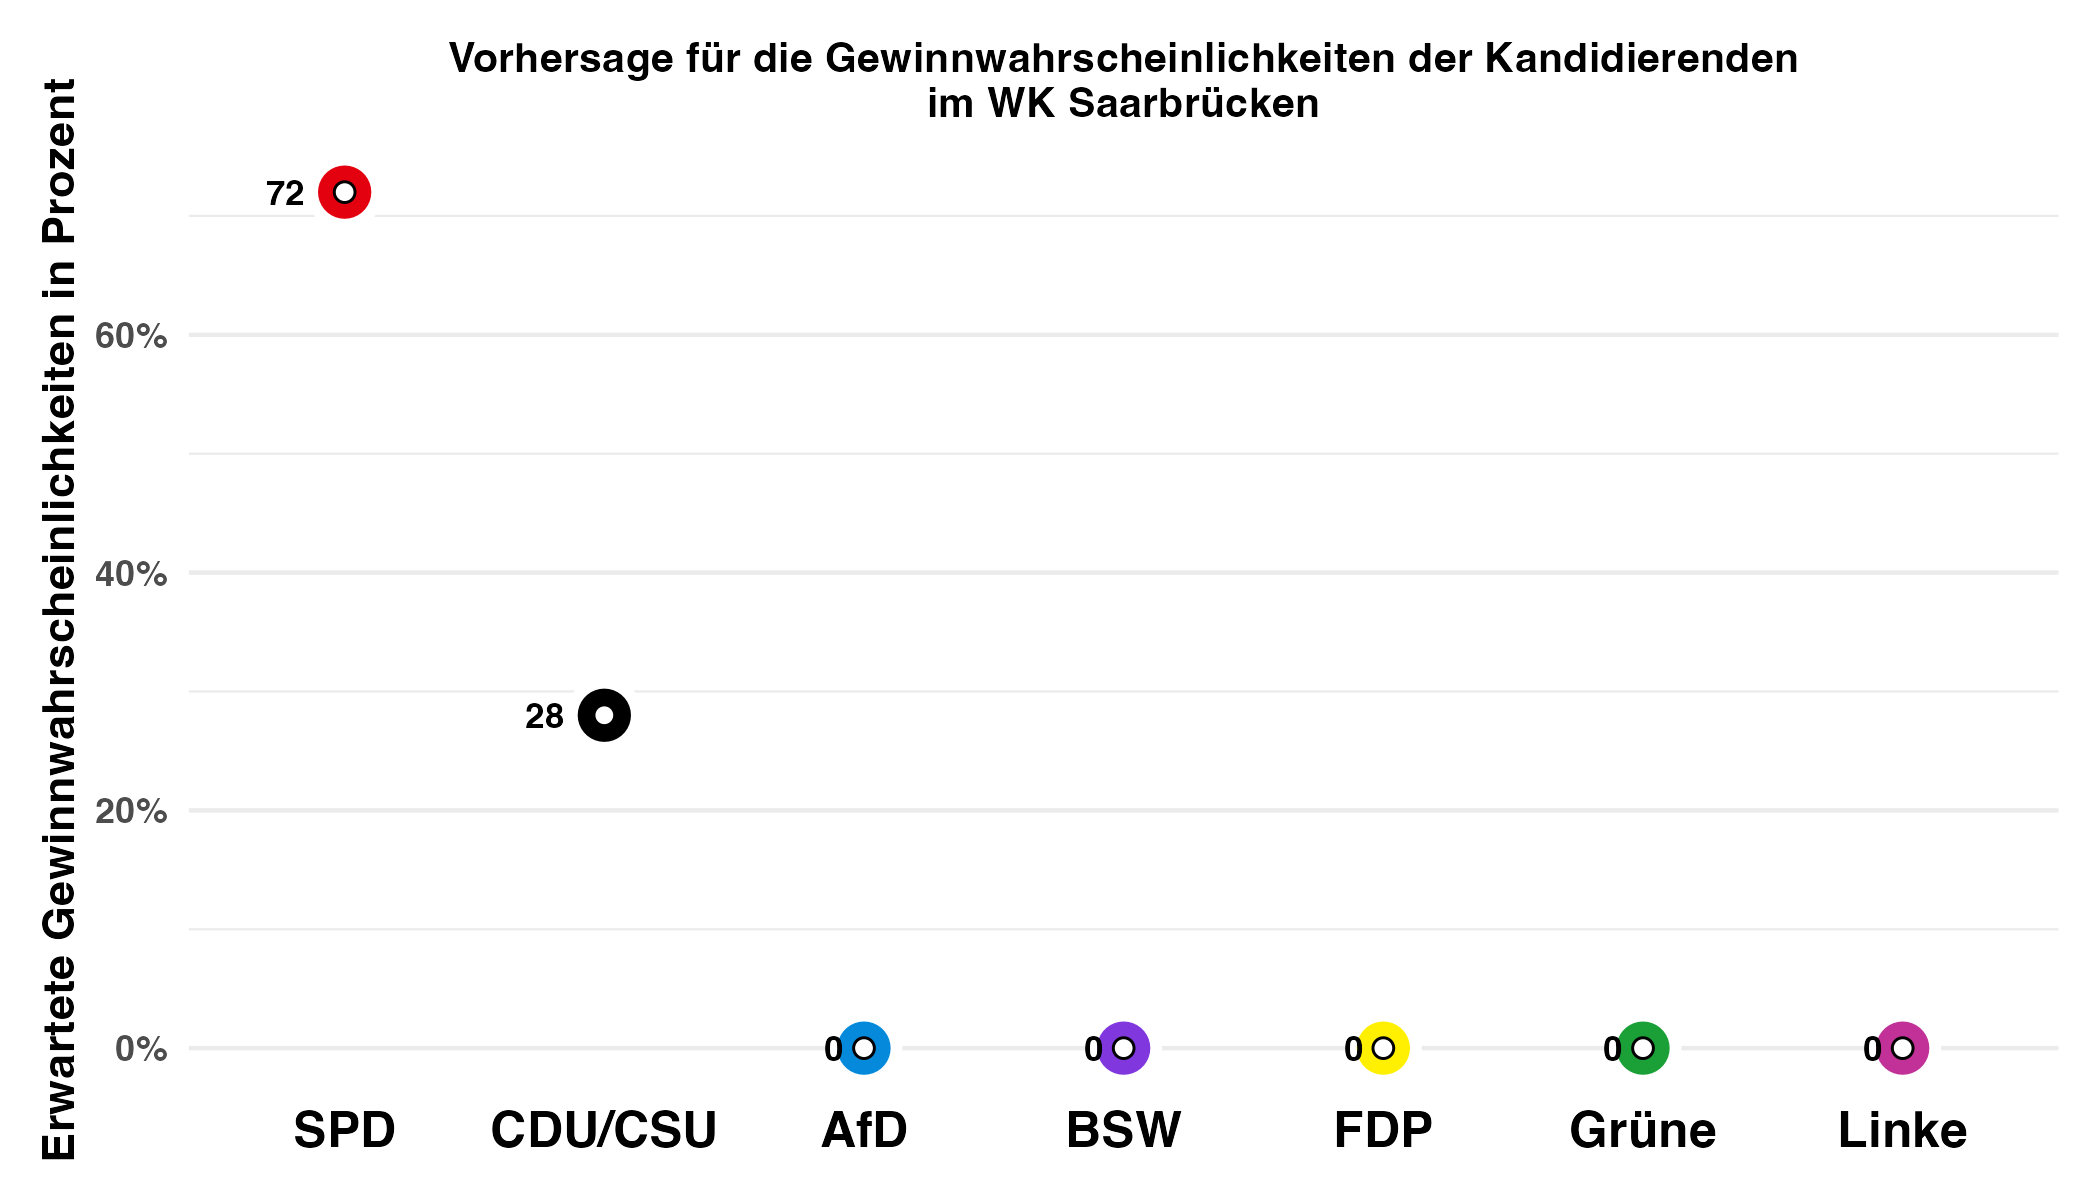 Vorhersage für die Gewinnwahrscheinlichkeiten der Kandidierenden
im WK Saarbrücken
Erwartete Gewinnwahrscheinlichkeiten in Prozent
72
60%
40%
28
20%
0%
0
0
0
0
0
SPD
CDU/CSU
AfD
BSW
FDP
Grüne
Linke